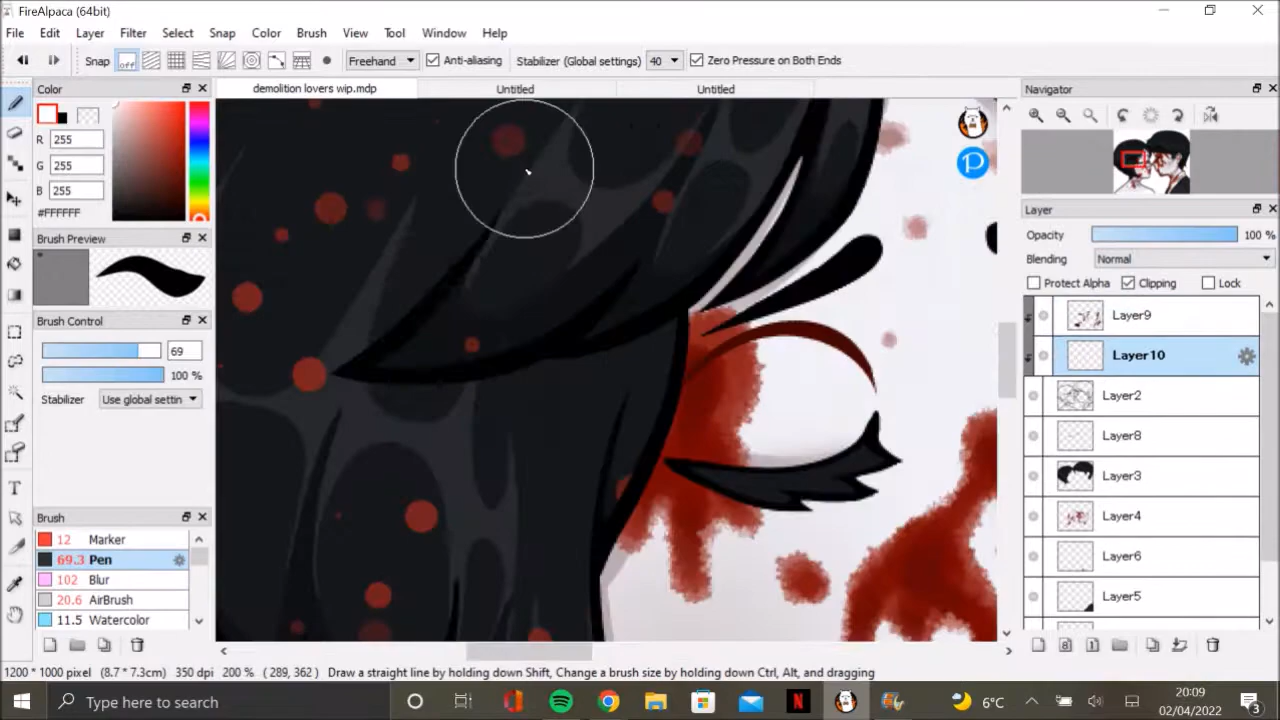 FireAlpaca (64bit)
File Edit Layer Filter Select Snap Color Brush View Tool Window Help
Snap off Freehand Anti-aliasing Stabilizer (Global settings) 40 Zero Pressure on Both Ends
Color
R 255
G 255
B 255
#FFFFFF
Brush Preview
Brush Control
69
100 %
Stabilizer Use global settin
Brush
12 Marker
69.3 Pen
102 Blur
20.6 AirBrush
11.5 Watercolor
demolition lovers wip.mdp Untitled Untitled
P
Navigator
Layer
Opacity 100 %
Blending Normal
Protect Alpha Clipping Lock
Layer9
Layer10
Layer2
Layer8
Layer3
Layer4
Layer6
Layer5
1200 * 1000 pixel (8.7 * 7.3cm) 350 dpi 200 % ( 289, 362 ) Draw a straight line by holding down Shift, Change a brush size by holding down Ctrl, Alt, and dragging
Type here to search
N
6°C
20:09
02/04/2022
3